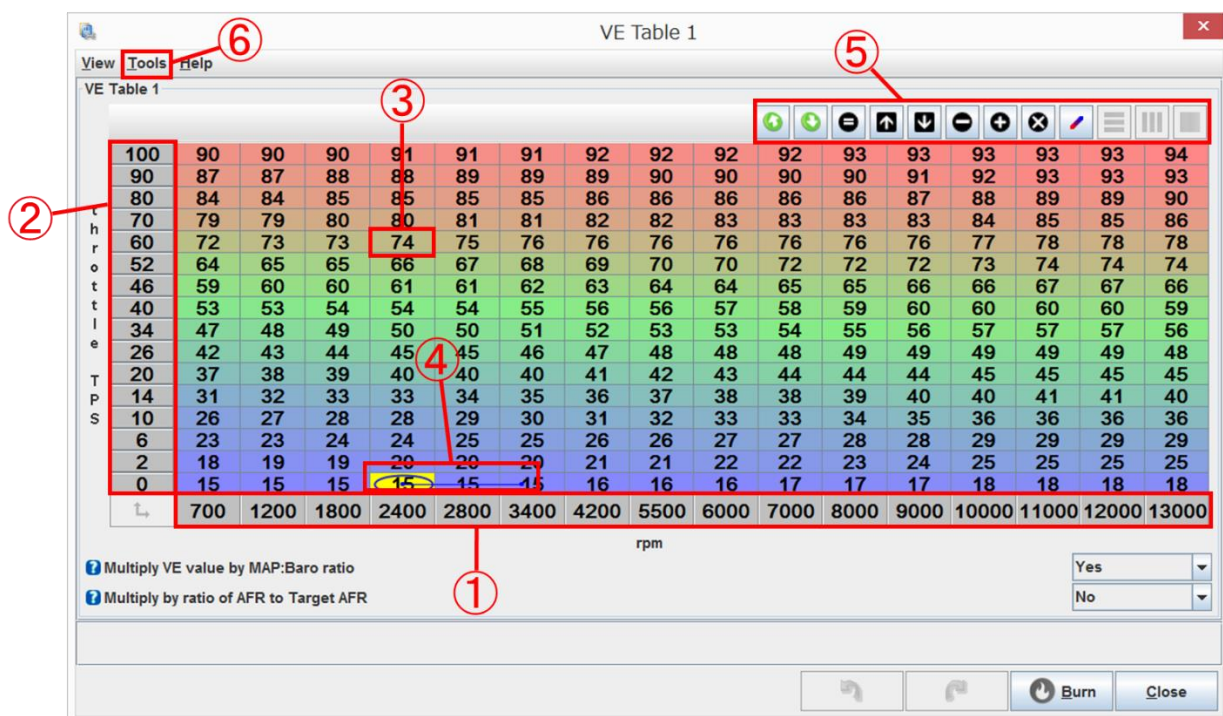 VE Table 1
⑥
⑤
View Tools Help
VE Table 1
③
100 90 90 90 91 91 91 92 92 92 92 93 93 93 93 93 94
90 87 87 88 88 89 89 89 90 90 90 90 91 92 93 93 93
80 84 84 85 85 85 85 86 86 86 86 86 87 88 89 89 90
②
70 79 79 80 80 81 81 82 82 83 83 83 83 84 85 85 86
60 72 73 73 74 75 76 76 76 76 76 76 76 77 78 78 78
52 64 65 65 66 67 68 69 70 70 72 72 72 73 74 74 74
46 59 60 60 61 61 62 63 64 64 65 65 66 66 67 67 66
40 53 53 54 54 54 55 56 56 57 58 59 60 60 60 60 59
34 47 48 49 50 50 51 52 53 53 54 55 56 57 57 57 56
26 42 43 44 45 45 46 47 48 48 48 49 49 49 49 49 48
④
20 37 38 39 40 40 40 41 42 43 44 44 44 45 45 45 45
14 31 32 33 33 34 35 36 37 38 38 39 40 40 41 41 40
10 26 27 28 28 29 30 31 32 33 33 34 35 36 36 36 36
6 23 23 24 24 25 25 26 26 27 27 28 28 29 29 29 29
2 18 19 19 20 20 20 21 21 22 22 23 24 25 25 25 25
0 15 15 15 15 15 15 16 16 16 17 17 17 18 18 18 18
throttle TPS
700 1200 1800 2400 2800 3400 4200 5500 6000 7000 8000 9000 10000 11000 12000 13000
rpm
Multiply VE value by MAP:Baro ratio Yes
Multiply by ratio of AFR to Target AFR No
①
Burn Close